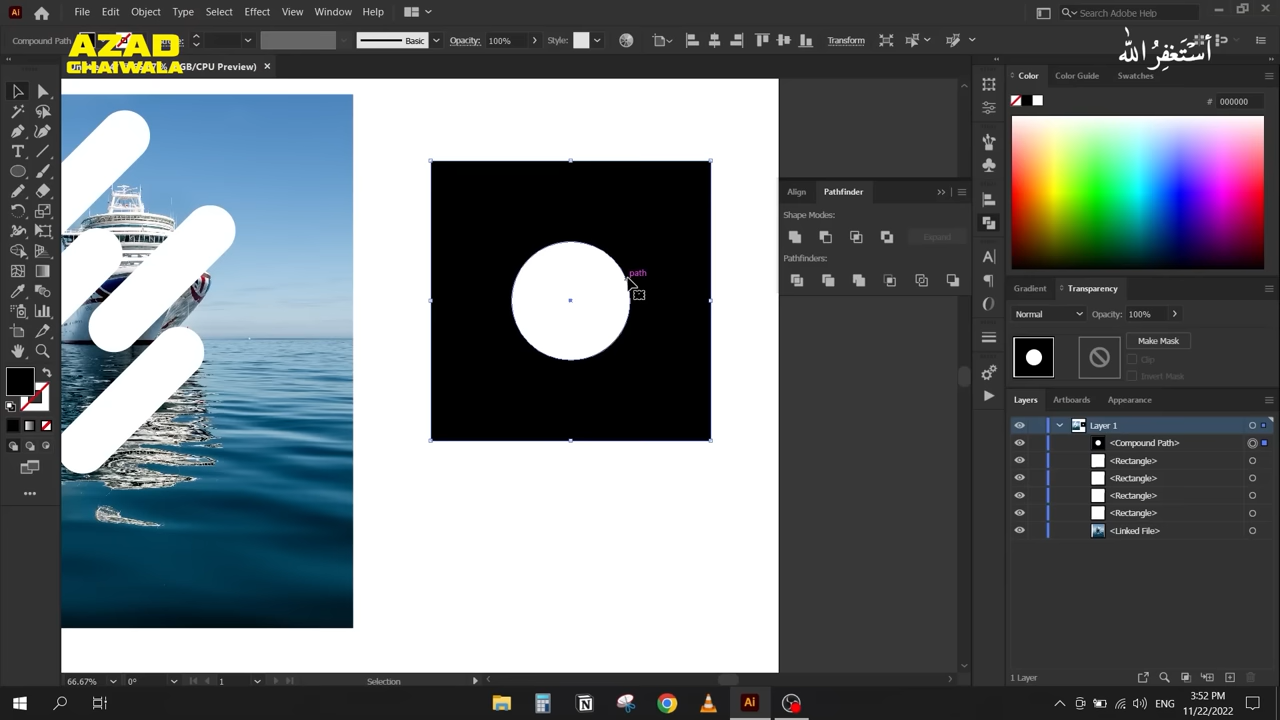 Ai File Edit Object Type Select Effect View Window Help Search Adobe Help
Compound Path Basic Opacity: 100% Style: Transform
AZAD
CHAIWALA
أستغفر الله
GB/CPU Preview) ×
Color Color Guide Swatches
# 000000
Align Pathfinder
Shape Modes:
Expand
Pathfinders:
path
Gradient Transparency
Normal Opacity: 100%
Make Mask
Clip
Invert Mask
Layers Artboards Appearance
Layer 1
<Compound Path>
<Rectangle>
<Rectangle>
<Rectangle>
<Rectangle>
<Linked File>
66.67% 0° 1 Selection 1 Layer
ENG 3:52 PM
11/22/2022